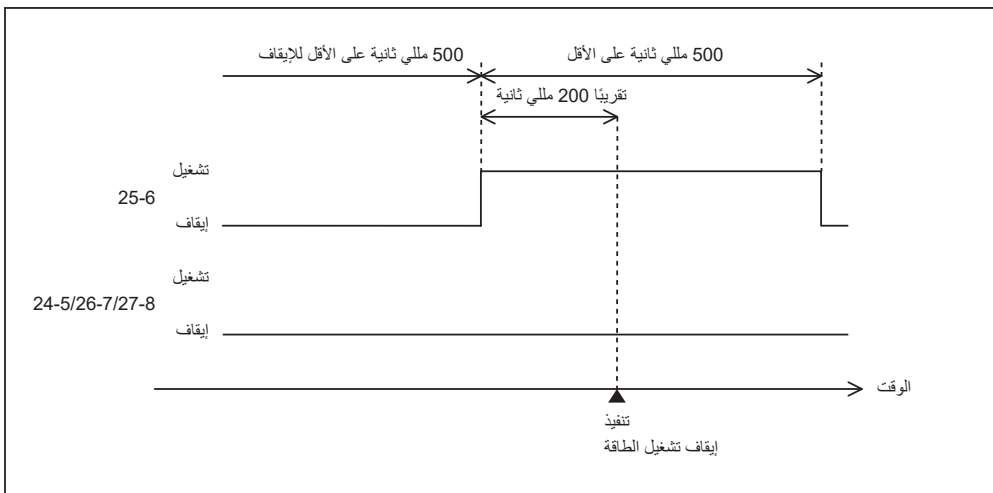 500 مللي ثانية على الأقل للإيقاف
500 مللي ثانية على الأقل
تقريبًا 200 مللي ثانية
تشغيل
25-6
إيقاف
تشغيل
24-5/26-7/27-8
إيقاف
الوقت
تنفيذ
إيقاف تشغيل الطاقة